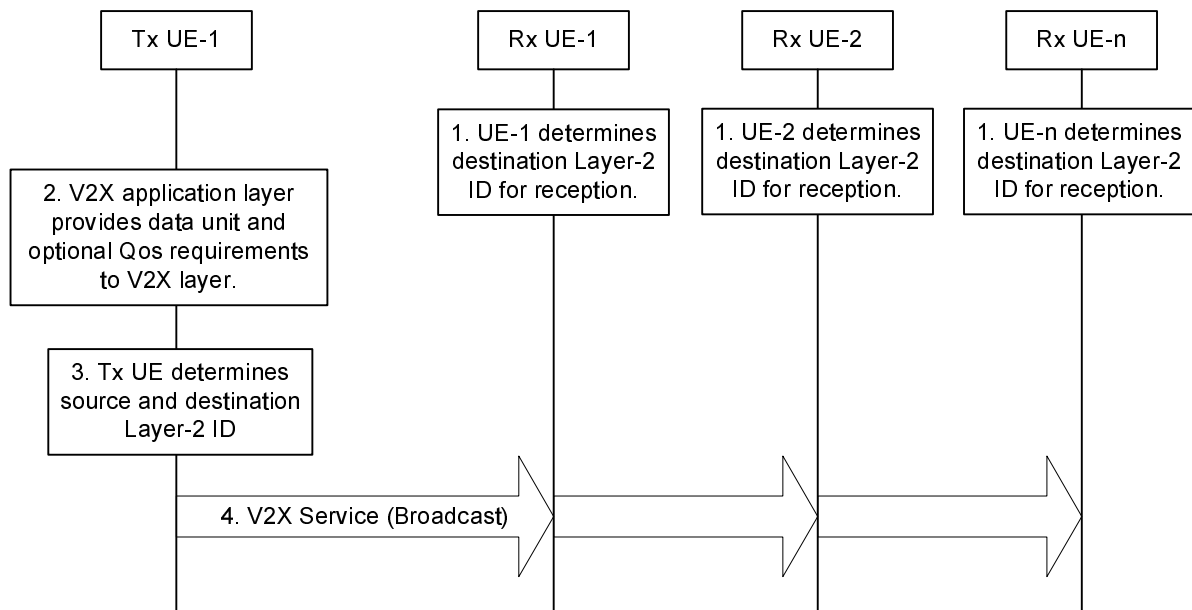 Tx UE-1
Rx UE-1
Rx UE-2
Rx UE-n
1. UE-1 determines
destination Layer-2
ID for reception.
1. UE-2 determines
destination Layer-2
ID for reception.
1. UE-n determines
destination Layer-2
ID for reception.
2. V2X application layer
provides data unit and
optional Qos requirements
to V2X layer.
3. Tx UE determines
source and destination
Layer-2 ID
4. V2X Service (Broadcast)